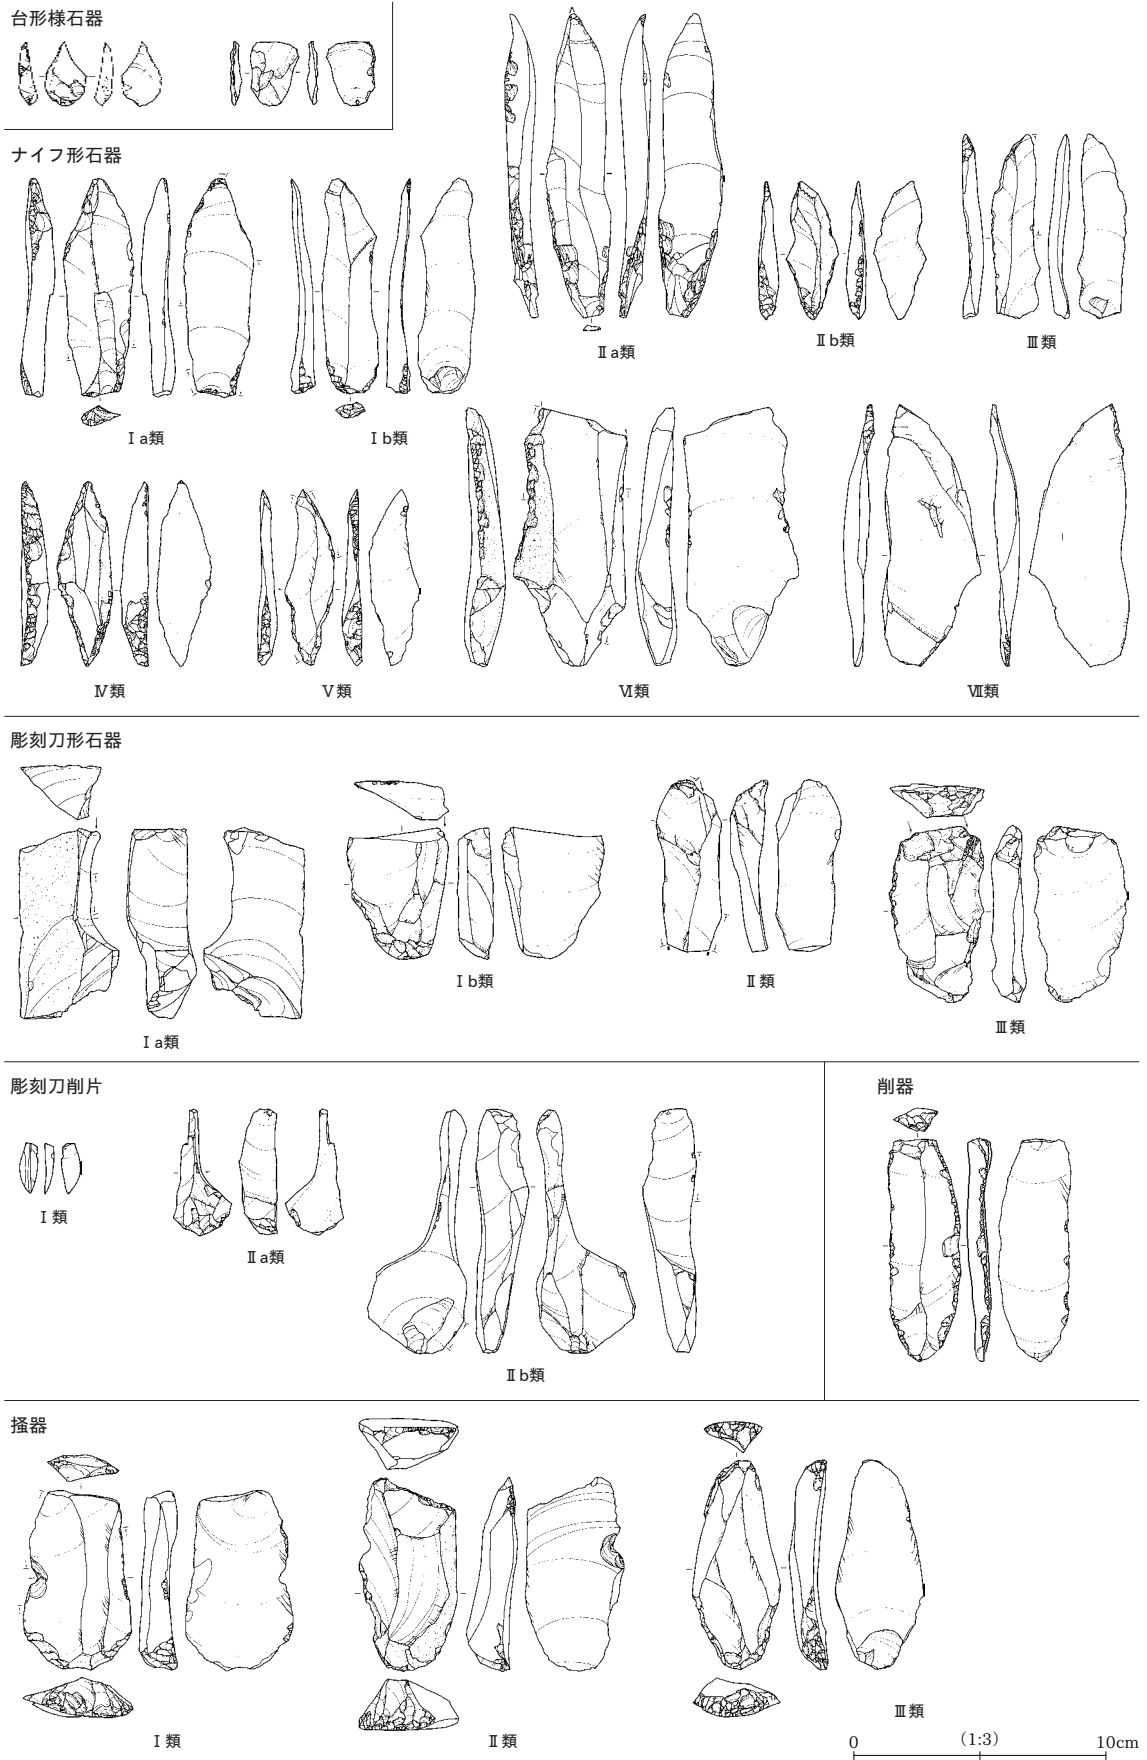 台形様石器
ナイフ形石器
Ⅰa類
Ⅰb類
Ⅱa類
Ⅱb類
Ⅲ類
Ⅳ類
Ⅴ類
Ⅵ類
Ⅶ類
彫刻刀形石器
Ⅰa類
Ⅰb類
Ⅱ類
Ⅲ類
彫刻刀削片
Ⅰ類
Ⅱa類
Ⅱb類
削器
掻器
Ⅰ類
Ⅱ類
Ⅲ類
0 (1:3) 10cm